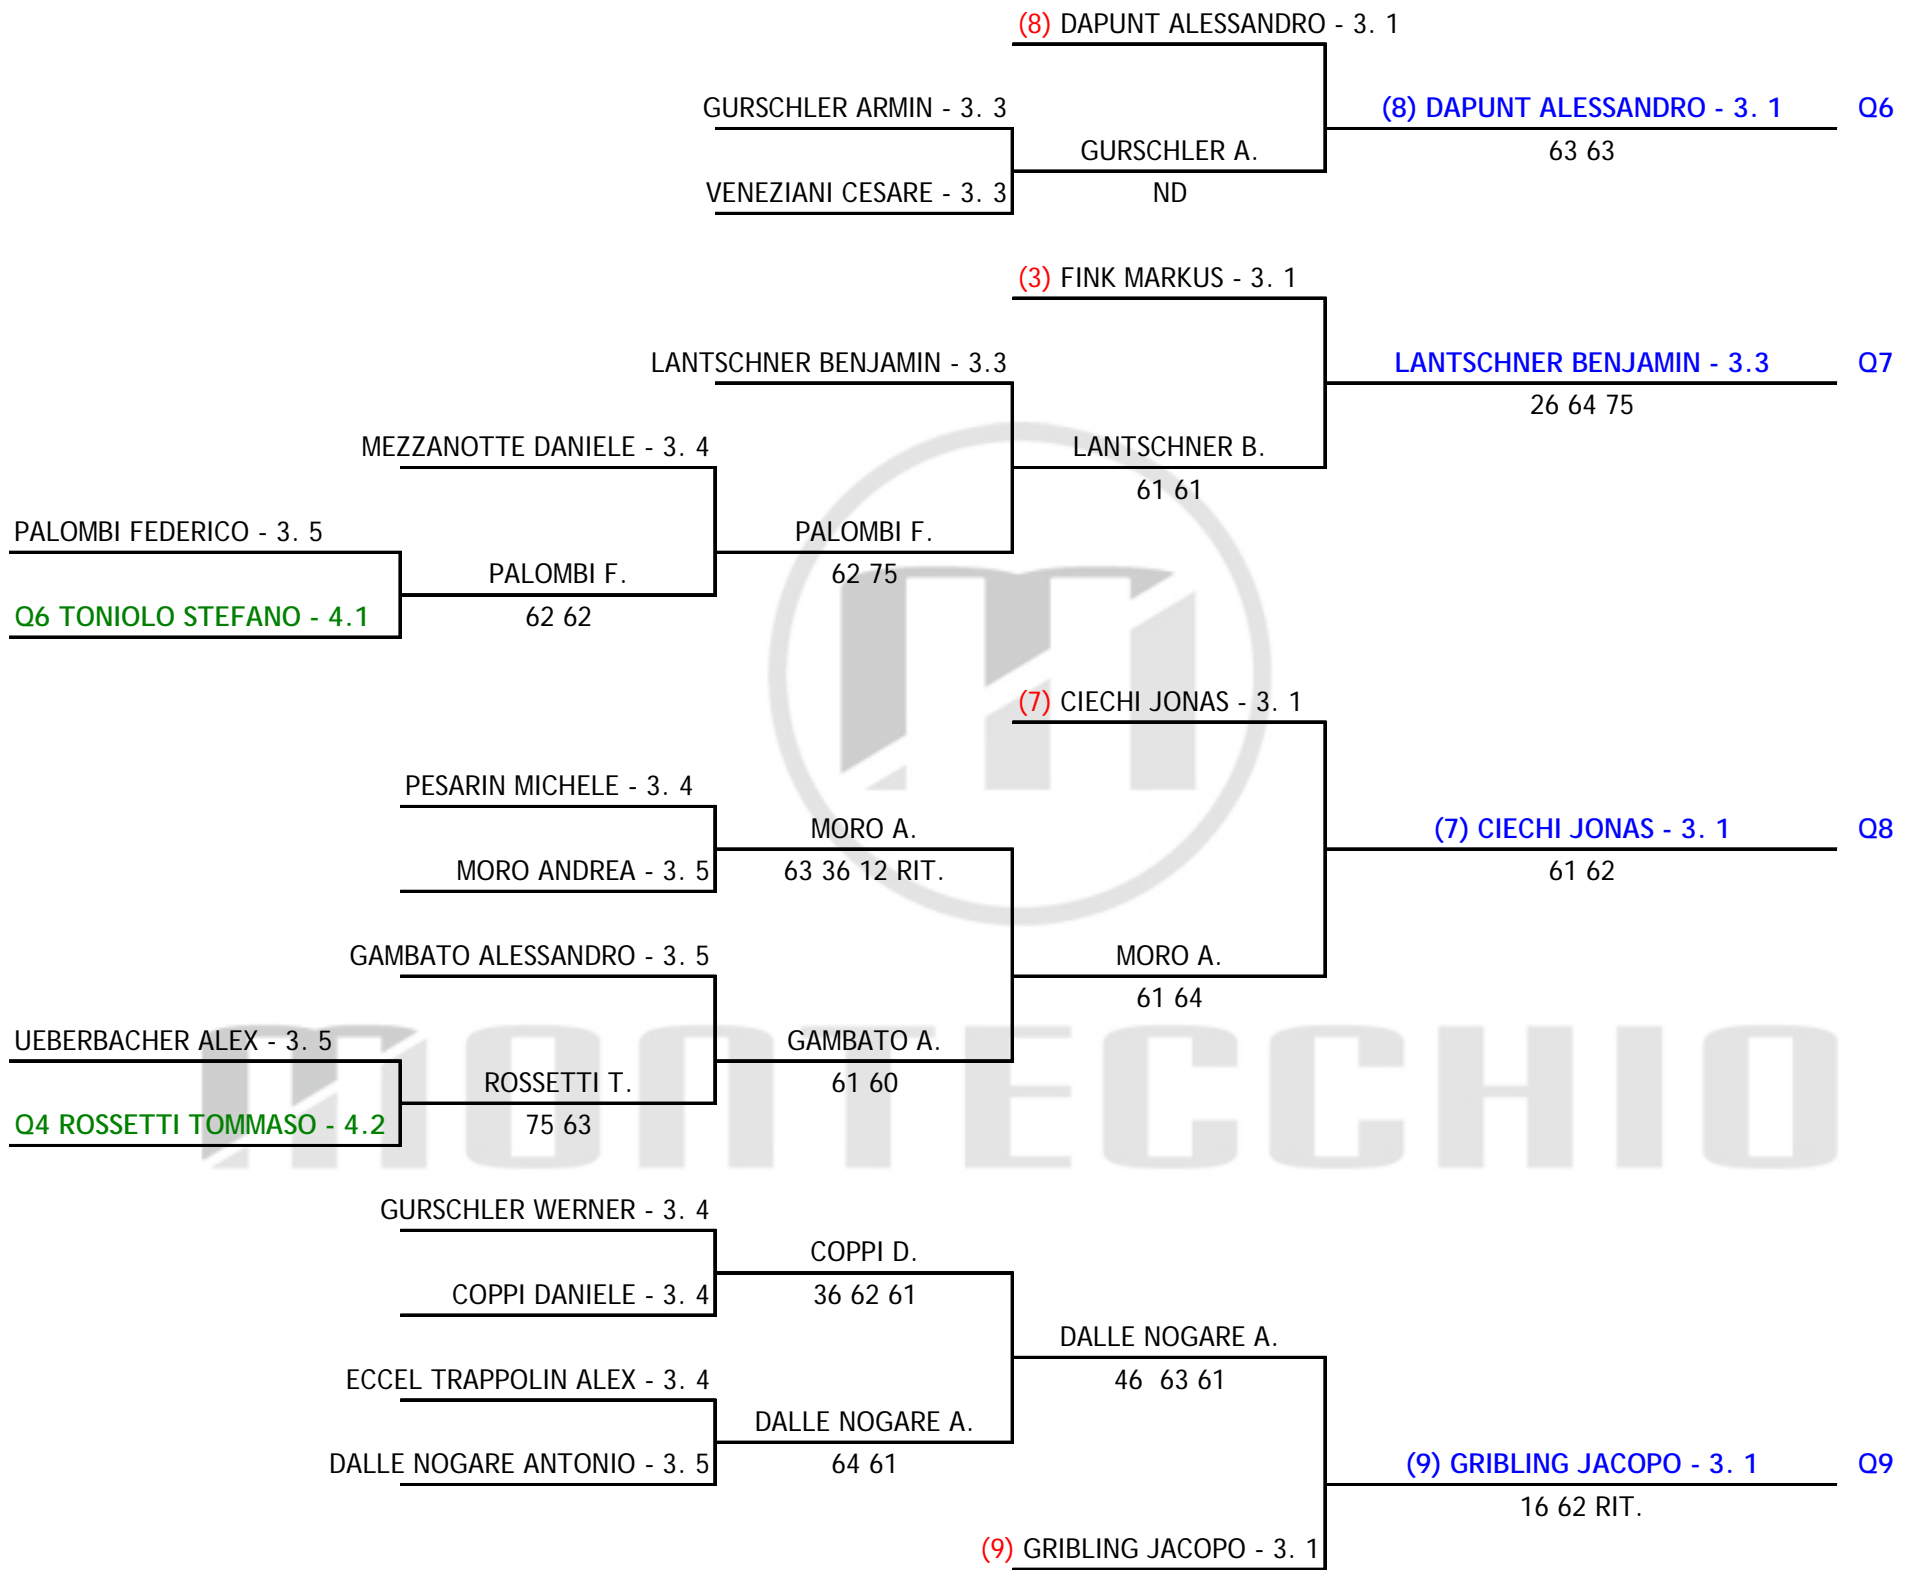 (8) DAPUNT ALESSANDRO - 3. 1
GURSCHLER ARMIN - 3. 3
(8) DAPUNT ALESSANDRO - 3. 1 Q6
GURSCHLER A.
63 63
VENEZIANI CESARE - 3. 3
ND
(3) FINK MARKUS - 3. 1
LANTSCHNER BENJAMIN - 3.3
LANTSCHNER BENJAMIN - 3.3 Q7
26 64 75
MEZZANOTTE DANIELE - 3. 4
LANTSCHNER B.
61 61
PALOMBI FEDERICO - 3. 5
PALOMBI F.
PALOMBI F.
62 75
Q6 TONIOLO STEFANO - 4.1
62 62
(7) CIECHI JONAS - 3. 1
PESARIN MICHELE - 3. 4
MORO A.
(7) CIECHI JONAS - 3. 1 Q8
MORO ANDREA - 3. 5
63 36 12 RIT.
61 62
GAMBATO ALESSANDRO - 3. 5
MORO A.
61 64
UEBERBACHER ALEX - 3. 5
GAMBATO A.
ROSSETTI T.
61 60
Q4 ROSSETTI TOMMASO - 4.2
75 63
MONTECCHIO
GURSCHLER WERNER - 3. 4
COPPI D.
COPPI DANIELE - 3. 4
36 62 61
DALLE NOGARE A.
ECCEL TRAPPOLIN ALEX - 3. 4
46 63 61
DALLE NOGARE A.
DALLE NOGARE ANTONIO - 3. 5
64 61
(9) GRIBLING JACOPO - 3. 1 Q9
16 62 RIT.
(9) GRIBLING JACOPO - 3. 1